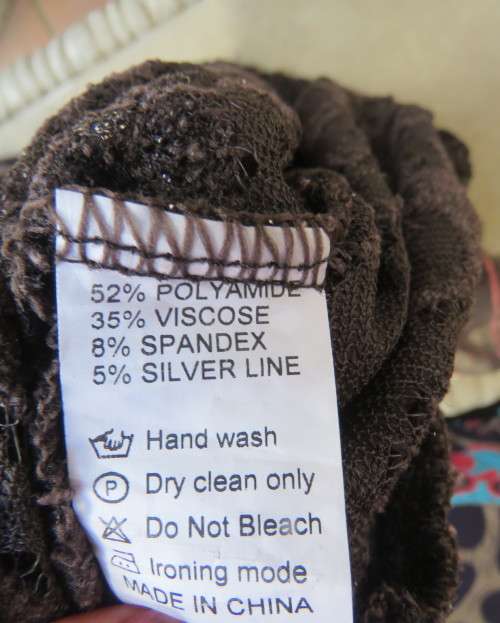 52% POLYAMIDE
35% VISCOSE
8% SPANDEX
5% SILVER LINE
Hand wash
P Dry clean only
Do Not Bleach
Ironing mode
MADE IN CHINA